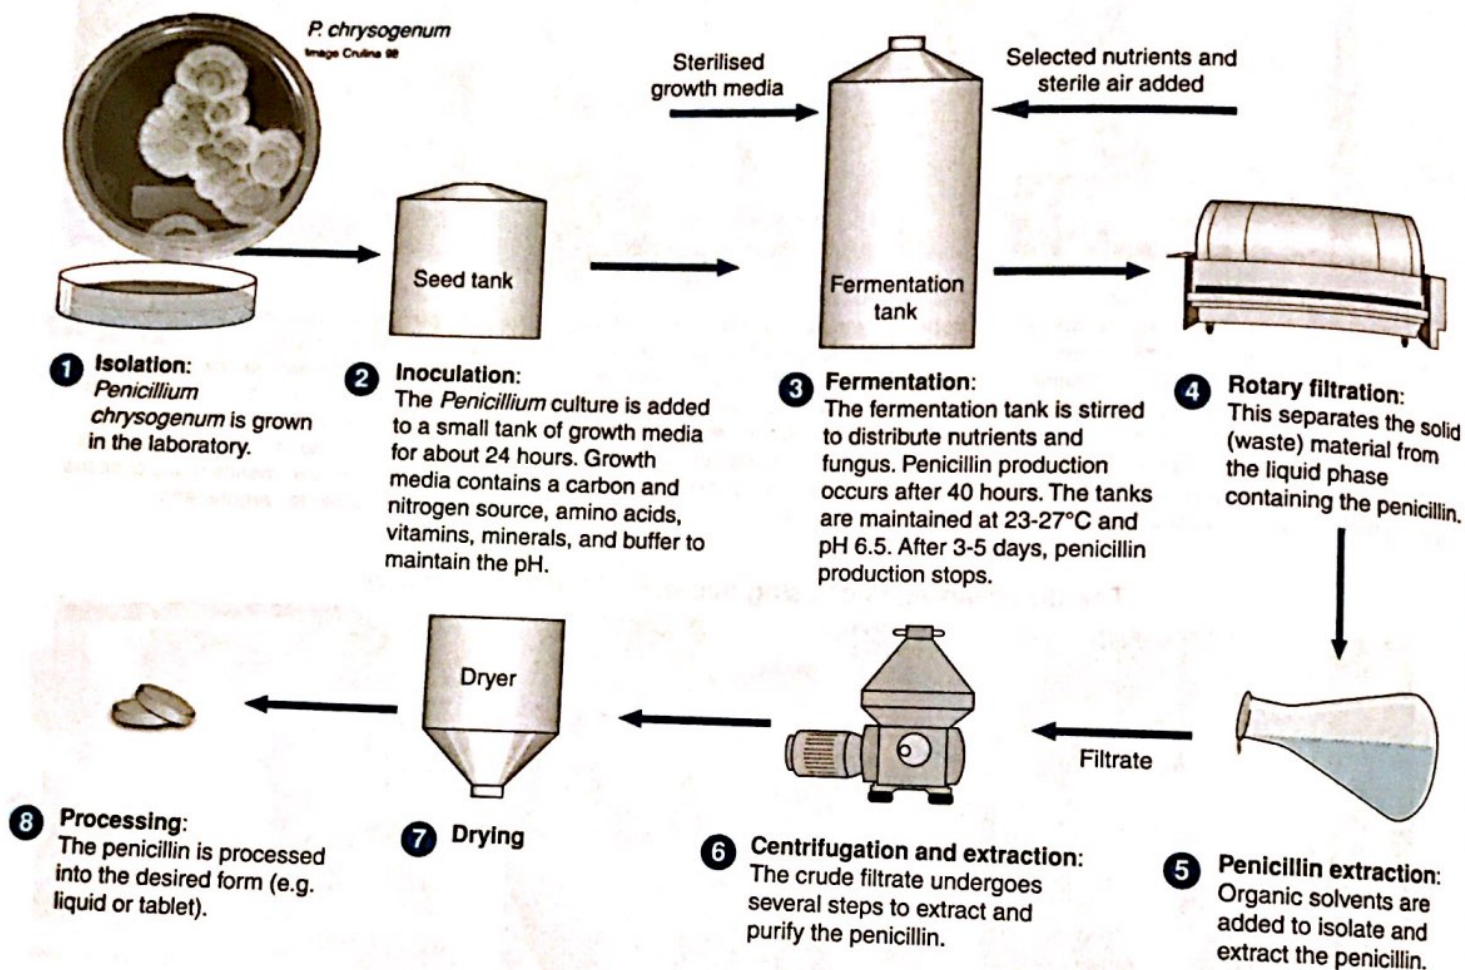 P. chrysogenum
Image Crulina 98
Sterilised
growth media
Selected nutrients and
sterile air added
Seed tank
Fermentation
tank
1 Isolation:
Penicillium
chrysogenum is grown
in the laboratory.
2 Inoculation:
The Penicillium culture is added
to a small tank of growth media
for about 24 hours. Growth
media contains a carbon and
nitrogen source, amino acids,
vitamins, minerals, and buffer to
maintain the pH.
3 Fermentation:
The fermentation tank is stirred
to distribute nutrients and
fungus. Penicillin production
occurs after 40 hours. The tanks
are maintained at 23-27°C and
pH 6.5. After 3-5 days, penicillin
production stops.
4 Rotary filtration:
This separates the solid
(waste) material from
the liquid phase
containing the penicillin.
Dryer
Filtrate
8 Processing:
The penicillin is processed
into the desired form (e.g.
liquid or tablet).
7 Drying
6 Centrifugation and extraction:
The crude filtrate undergoes
several steps to extract and
purify the penicillin.
5 Penicillin extraction:
Organic solvents are
added to isolate and
extract the penicillin.